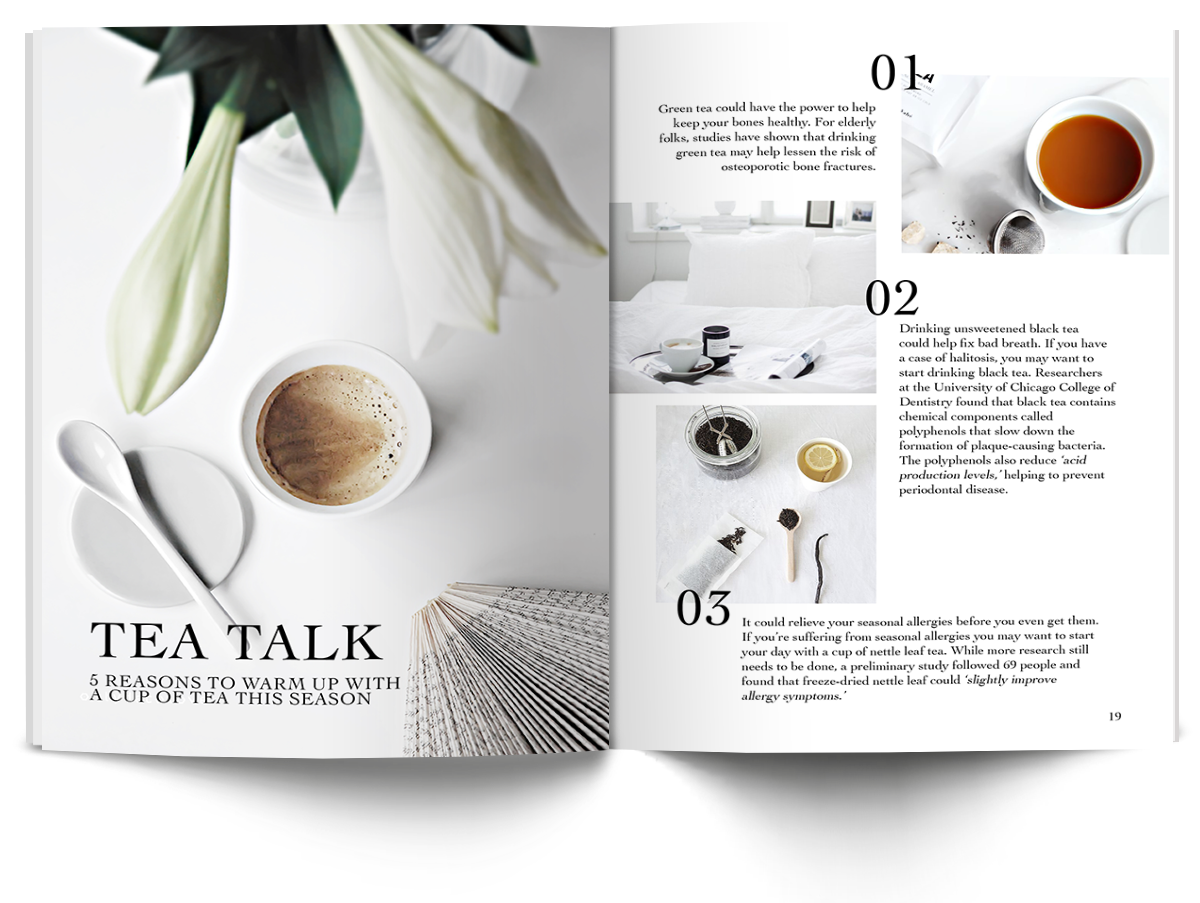 TEA TALK
5 REASONS TO WARM UP WITH
A CUP OF TEA THIS SEASON
01
Green tea could have the power to help
keep your bones healthy. For elderly
folks, studies have shown that drinking
green tea may help lessen the risk of
osteoporotic bone fractures.
02
Drinking unsweetened black tea
could help fix bad breath. If you have
a case of halitosis, you may want to
start drinking black tea. Researchers
at the University of Chicago College of
Dentistry found that black tea contains
chemical components called
polyphenols that slow down the
formation of plaque-causing bacteria.
The polyphenols also reduce ‘acid
production levels,’ helping to prevent
periodontal disease.
03
It could relieve your seasonal allergies before you even get them.
If you’re suffering from seasonal allergies you may want to start
your day with a cup of nettle leaf tea. While more research still
needs to be done, a preliminary study followed 69 people and
found that freeze-dried nettle leaf could ‘slightly improve
allergy symptoms.’
19